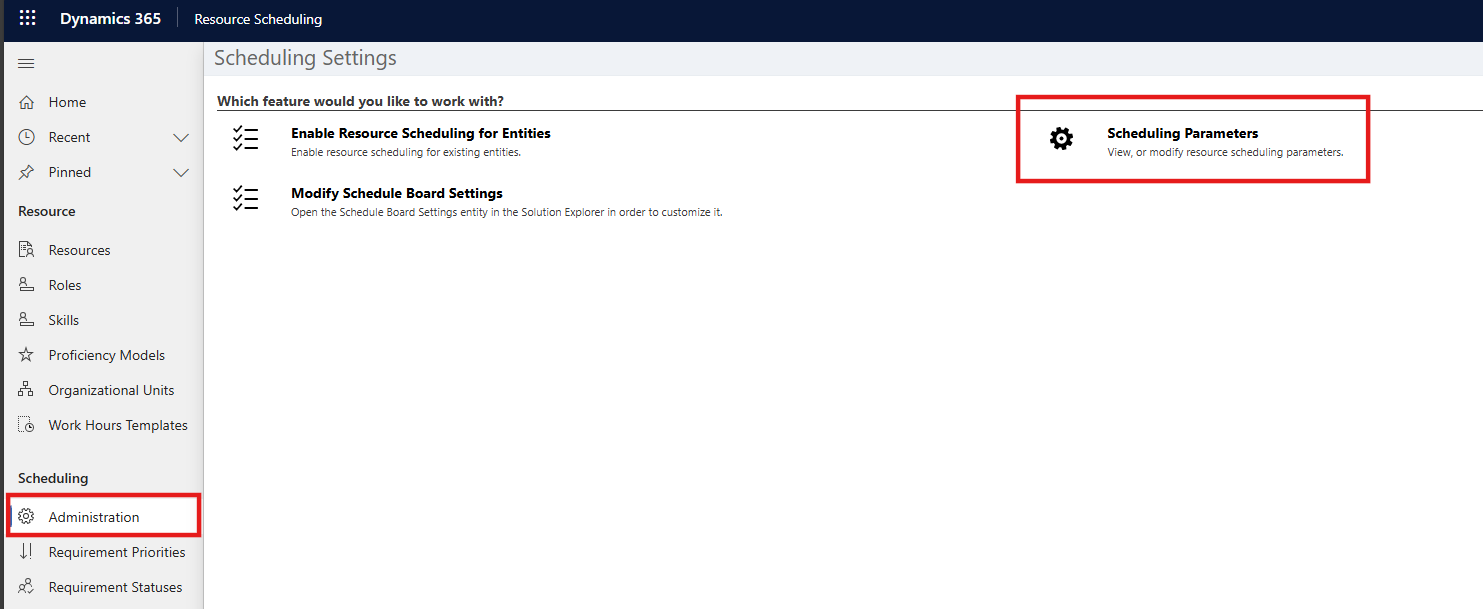 Dynamics 365
Resource Scheduling
Scheduling Settings
Home
Recent
Pinned
Resource
Resources
Roles
Skills
Proficiency Models
Organizational Units
Work Hours Templates
Scheduling
Administration
Requirement Priorities
Requirement Statuses
Which feature would you like to work with?
Enable Resource Scheduling for Entities
Enable resource scheduling for existing entities.
Modify Schedule Board Settings
Open the Schedule Board Settings entity in the Solution Explorer in order to customize it.
Scheduling Parameters
View, or modify resource scheduling parameters.